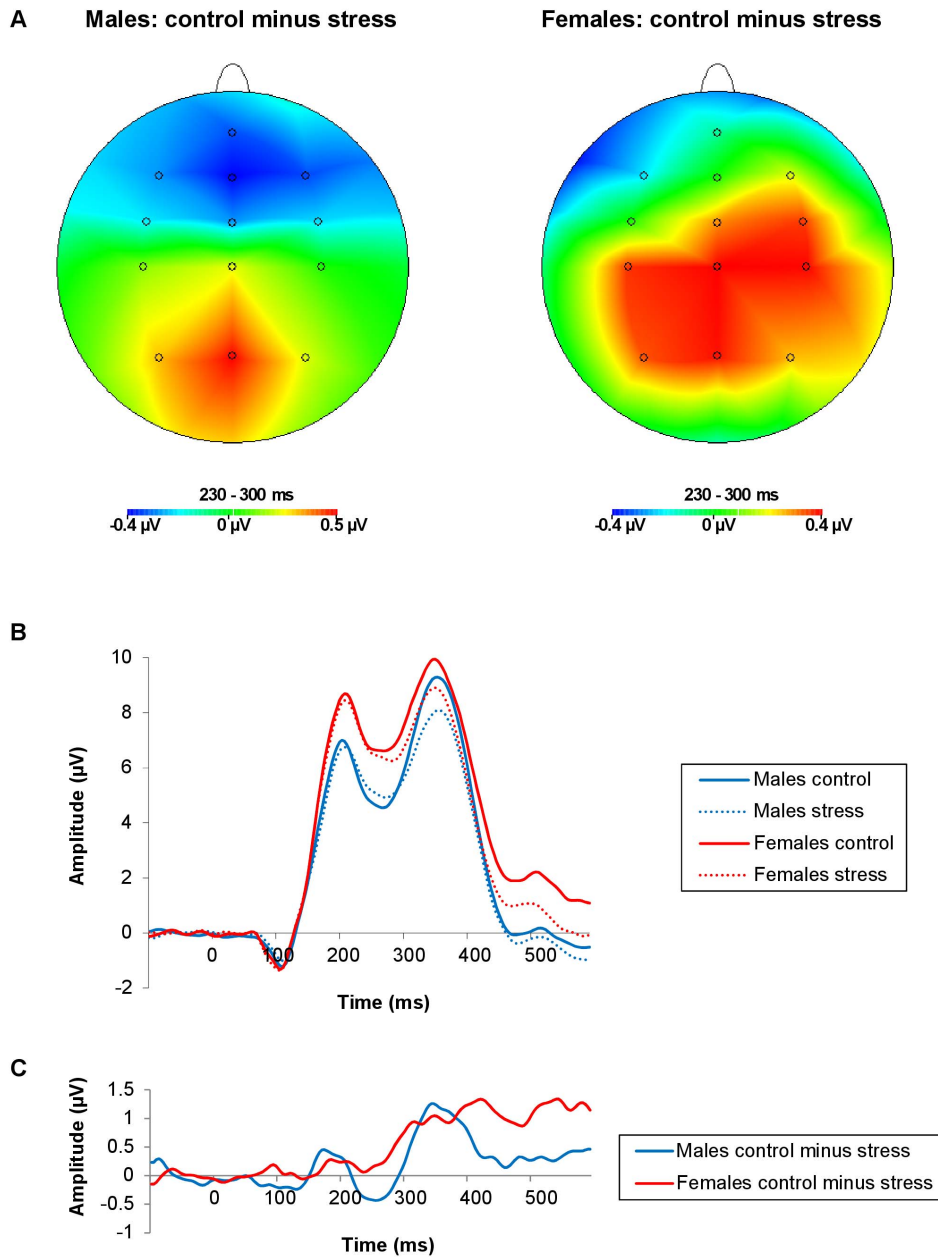 A
Males: control minus stress
Females: control minus stress
230 - 300 ms
-0.4 µV 0 µV 0.5 µV
230 - 300 ms
-0.4 µV 0 µV 0.4 µV
B
Amplitude (µV)
10
8
6
4
2
0
-2
0 100 200 300 400 500
Time (ms)
Males control
Males stress
Females control
Females stress
C
Amplitude (µV)
1.5
1
0.5
0
-0.5
-1
0 100 200 300 400 500
Time (ms)
Males control minus stress
Females control minus stress